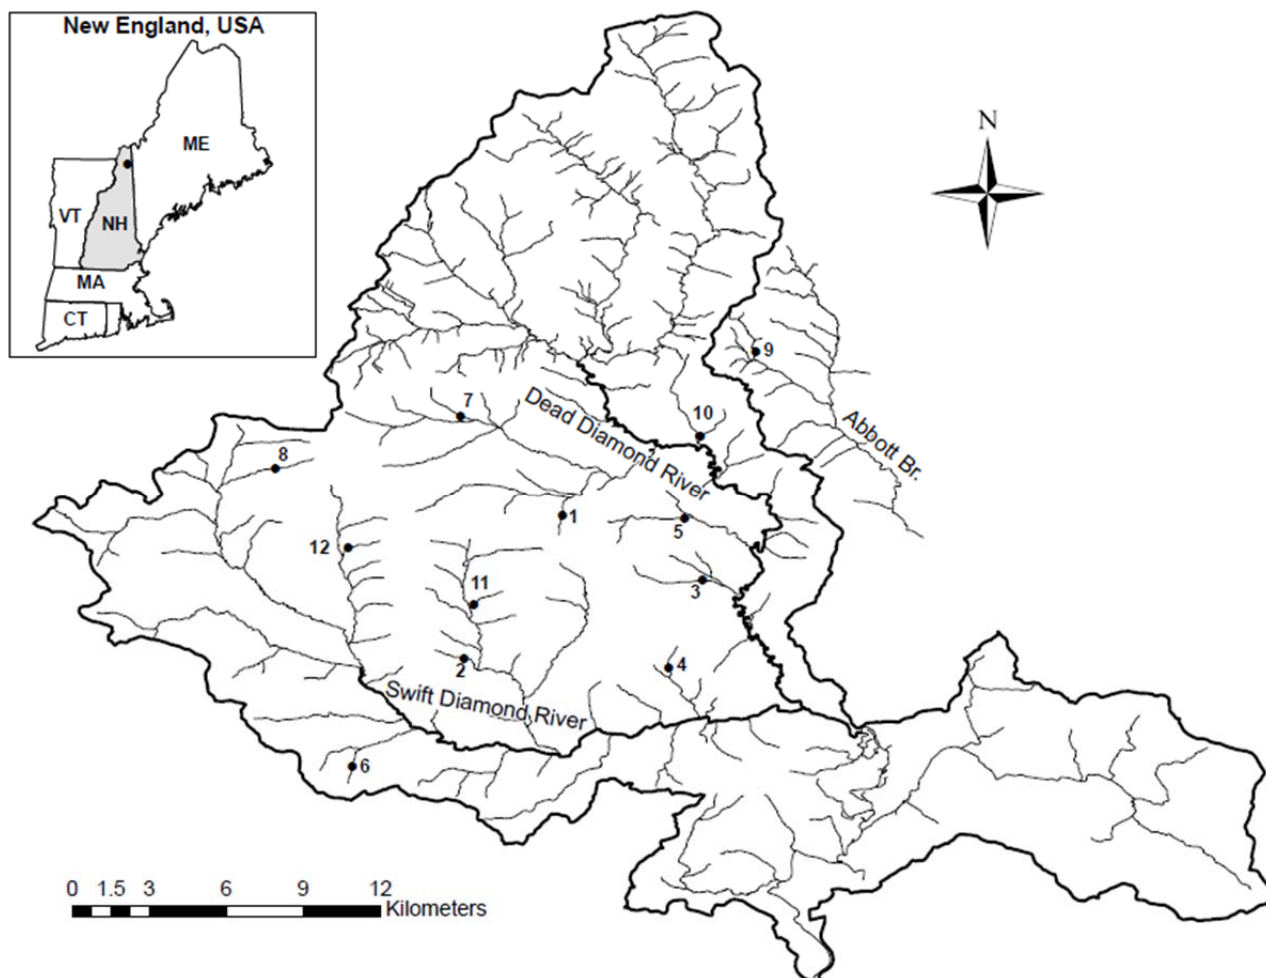 New England, USA
ME
VT
NH
MA
CT
N
9
7
10
Dead Diamond River
Abbott Br.
8
1
5
12
3
11
2
4
Swift Diamond River
6
0 1.5 3 6 9 12
Kilometers